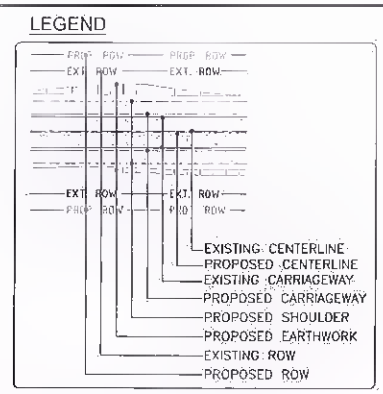 LEGEND
PROP ROW PROP ROW
EXT ROW EXT. ROW
EXT ROW EXT. ROW
PROP ROW PRO ROW
EXISTING CENTERLINE
PROPOSED CENTERLINE
EXISTING CARRIAGEWAY
PROPOSED CARRIAGEWAY
PROPOSED SHOULDER
PROPOSED EARTHWORK
EXISTING ROW
PROPOSED ROW